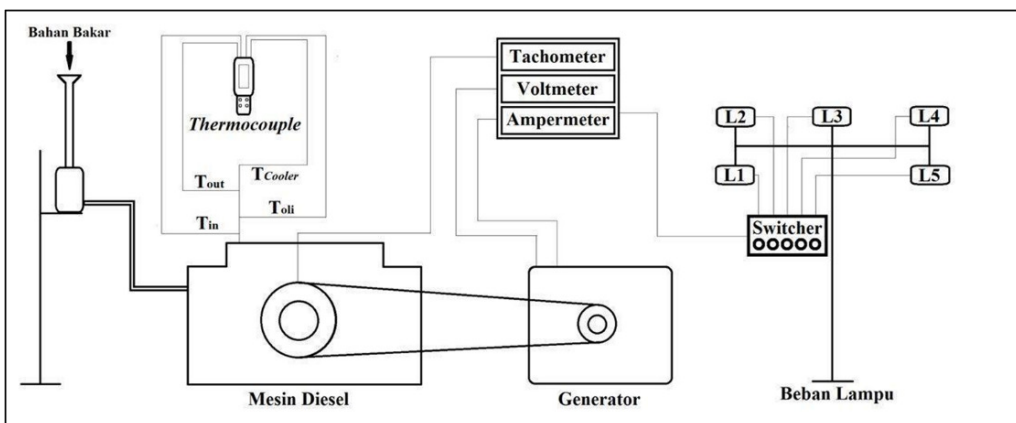 Bahan Bakar
Thermocouple
Tout
TCooler
Toli
Tin
Tachometer
Voltmeter
Ampermeter
L2
L3
L4
L1
L5
Switcher
Mesin Diesel
Generator
Beban Lampu